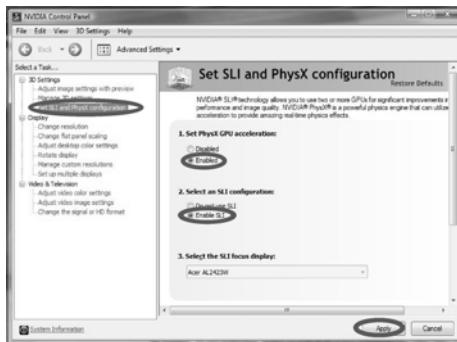 NVIDIA Control Panel
File Edit View 3D Settings Help
Back
Advanced Settings
Select a Task...
3D Settings
Adjust image settings with preview
Manage 3D settings
Set SLI and PhysX configuration
Display
Change resolution
Change flat panel scaling
Adjust desktop color settings
Rotate display
Manage custom resolutions
Set up multiple displays
Video & Television
Adjust video color settings
Adjust video image settings
Change the signal or HD format
System Information
Set SLI and PhysX configuration
Restore Defaults
NVIDIA® SLI® technology allows you to use two or more GPUs for significant improvements
performance and image quality. NVIDIA® PhysX® is a powerful physics engine that can utilize
acceleration to provide amazing real-time physics effects.
1. Set PhysX GPU acceleration:
Disabled
Enabled
2. Select an SLI configuration:
Do not use SLI
Enable SLI
3. Select the SLI focus display:
Acer AL2423W
Apply
Cancel